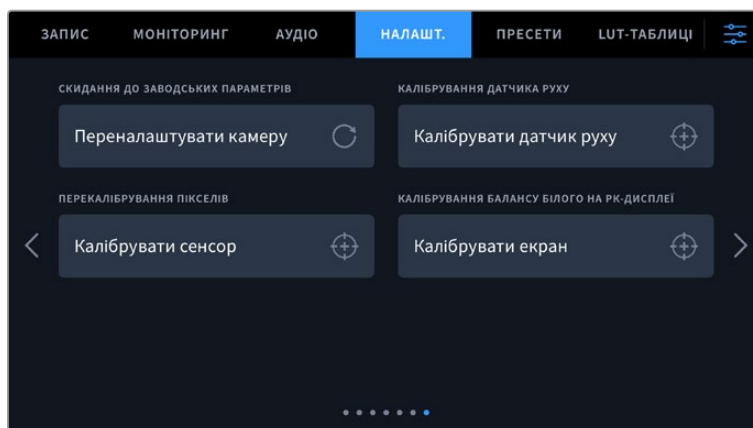 ЗАПИС МОНІТОРИНГ АУДІО НАЛАШТ. ПРЕСЕТИ LUT-ТАБЛИЦІ
СКИДАННЯ ДО ЗАВОДСЬКИХ ПАРАМЕТРІВ КАЛІБРУВАННЯ ДАТЧИКА РУХУ
Переналаштувати камеру Калібрувати датчик руху
ПЕРЕКАЛІБРУВАННЯ ПІКСЕЛІВ КАЛІБРУВАННЯ БАЛАНСУ БІЛОГО НА РК-ДИСПЛЕЇ
Калібрувати сенсор Калібрувати екран